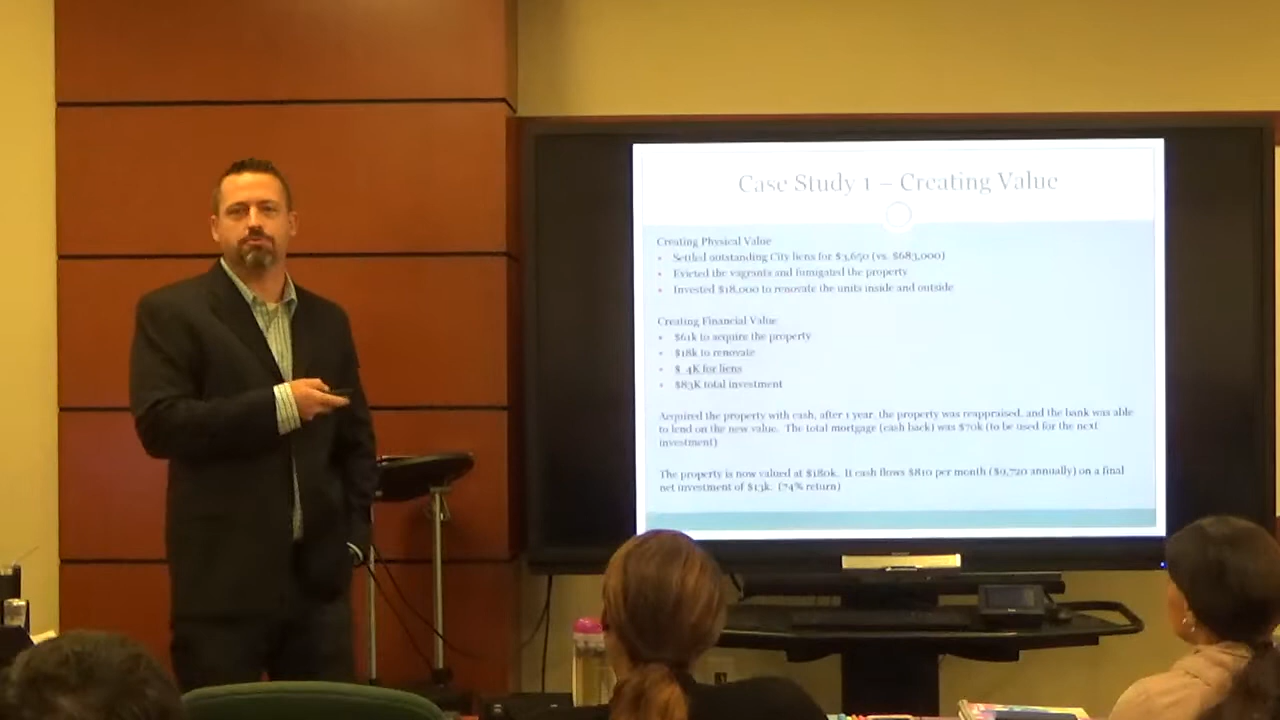 Case Study 1 – Creating Value
Creating Physical Value
• Settled outstanding City liens for $3,650 (vs. $683,000)
• Evicted the vagrants and fumigated the property
• Invested $18,000 to renovate the units inside and outside
Creating Financial Value
• $61k to acquire the property
• $18k to renovate
• $ 4K for liens
• $83K total investment
Acquired the property with cash, after 1 year, the property was reappraised, and the bank was able
to lend on the new value. The total mortgage (cash back) was $70k (to be used for the next
investment)
The property is now valued at $180k. It cash flows $810 per month ($9,720 annually) on a final
net investment of $13k. (74% return)